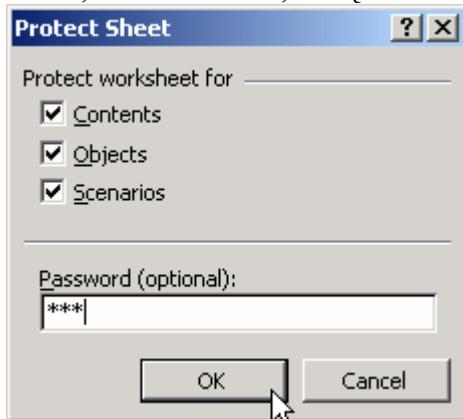 Protect Sheet
Protect worksheet for
Contents
Objects
Scenarios
Password (optional):
***
OK Cancel